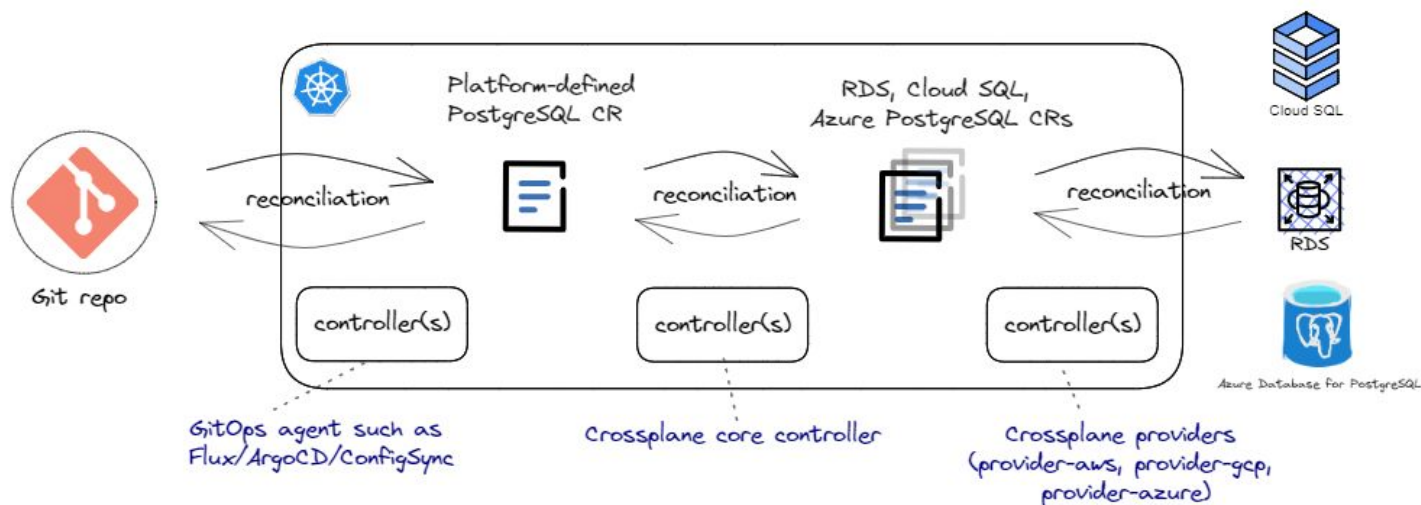 Platform-defined
PostgreSQL CR
RDS, Cloud SQL,
Azure PostgreSQL CRs
Cloud SQL
reconciliation
reconciliation
reconciliation
RDS
Git repo
controller(s)
controller(s)
controller(s)
Azure Database for PostgreSQL
GitOps agent such as
Flux/ArgoCD/ConfigSync
Crossplane core controller
Crossplane providers
(provider-aws, provider-gcp,
provider-azure)